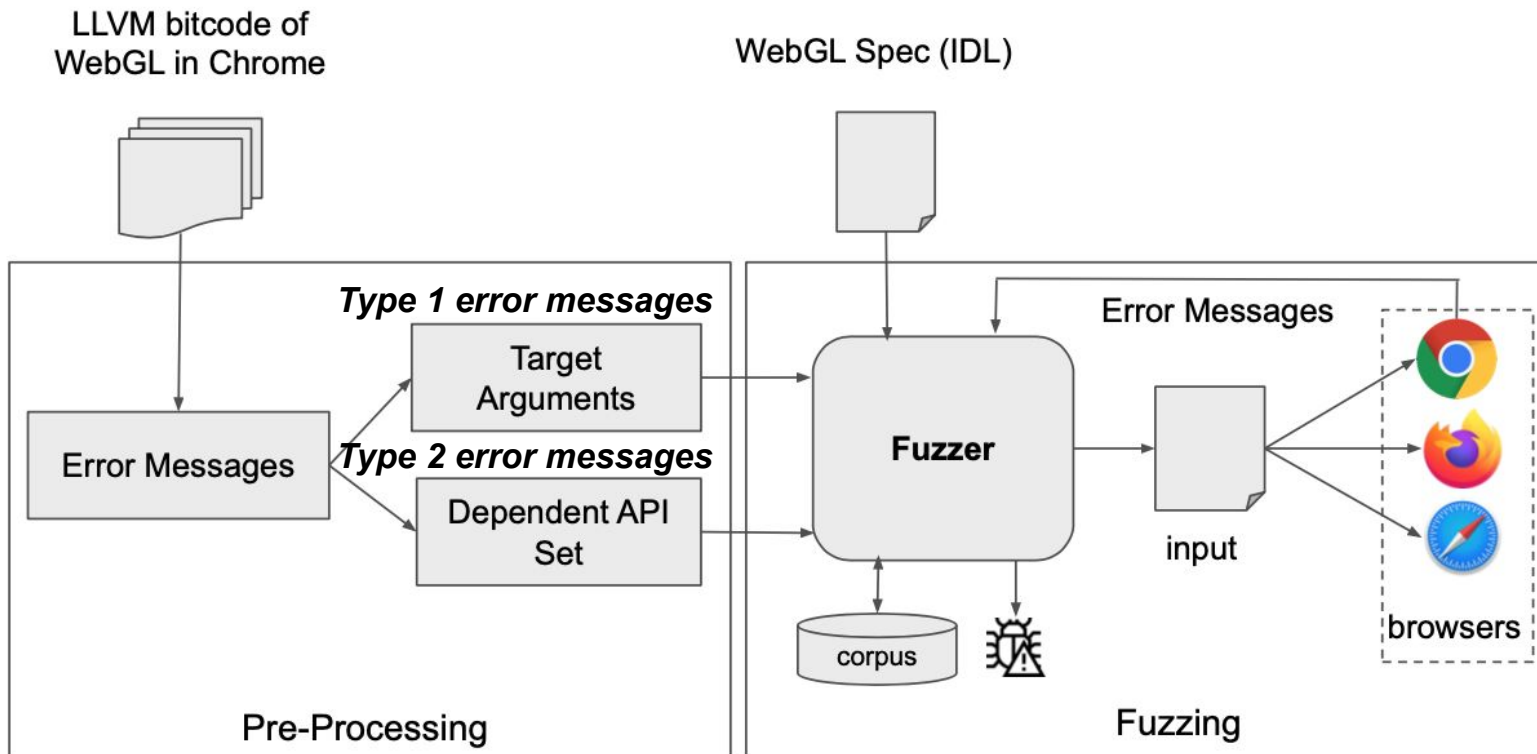 LLVM bitcode of
WebGL in Chrome
WebGL Spec (IDL)
Type 1 error messages
Target
Arguments
Error Messages
Type 2 error messages
Dependent API
Set
Pre-Processing
Error Messages
Fuzzer
input
browsers
corpus
Fuzzing